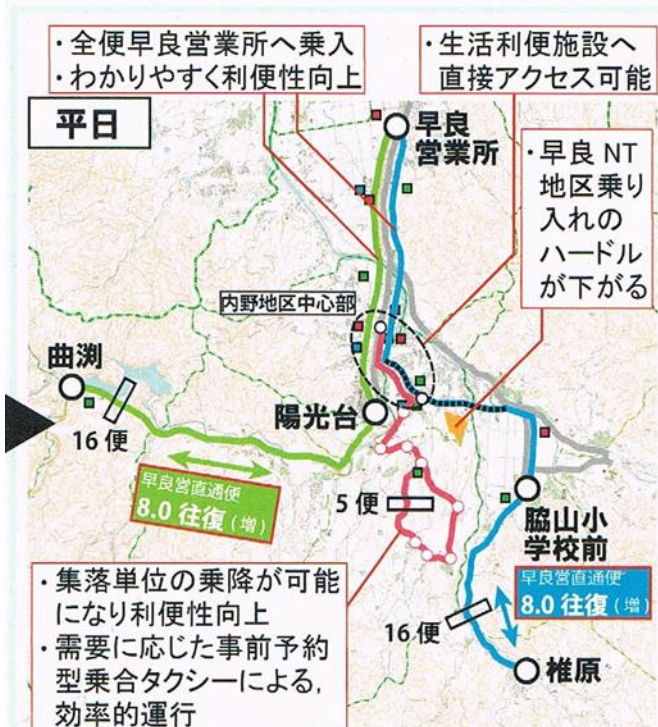 ・全便早良営業所へ乗入
・わかりやすく利便性向上
・生活利便施設へ
直接アクセス可能
平日
早良
営業所
・早良 NT
地区乗り
入れの
ハードル
が下がる
内野地区中心部
曲渕
16 便
陽光台
早良営直通便
8.0 往復 (増)
5 便
脇山小
学校前
早良営直通便
8.0 往復 (増)
16 便
椎原
・集落単位の乗降が可能
になり利便性向上
・需要に応じた事前予約
型乗合タクシーによる,
効率的運行